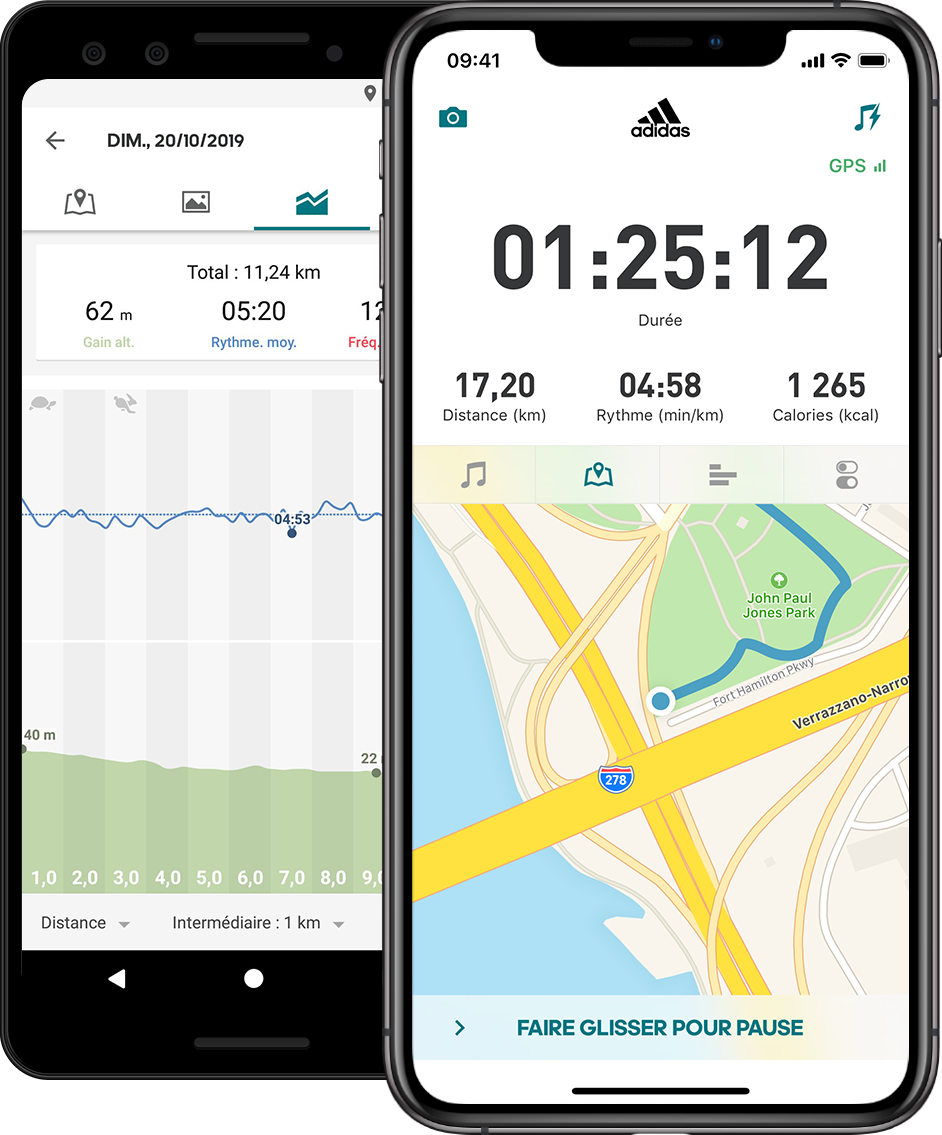 DIM., 20/10/2019
Total : 11,24 km
62 m
05:20
Gain alt.
Rythme. moy.
Fréq.
04:53
40 m
22
1,0 2,0 3,0 4,0 5,0 6,0 7,0 8,0 9,0
Distance
Intermédiaire : 1 km
09:41
adidas
GPS
01:25:12
Durée
17,20
04:58
1 265
Distance (km)
Rythme (min/km)
Calories (kcal)
John Paul
Jones Park
Fort Hamilton Pkwy
Verrazzano-Narro
278
FAIRE GLISSER POUR PAUSE